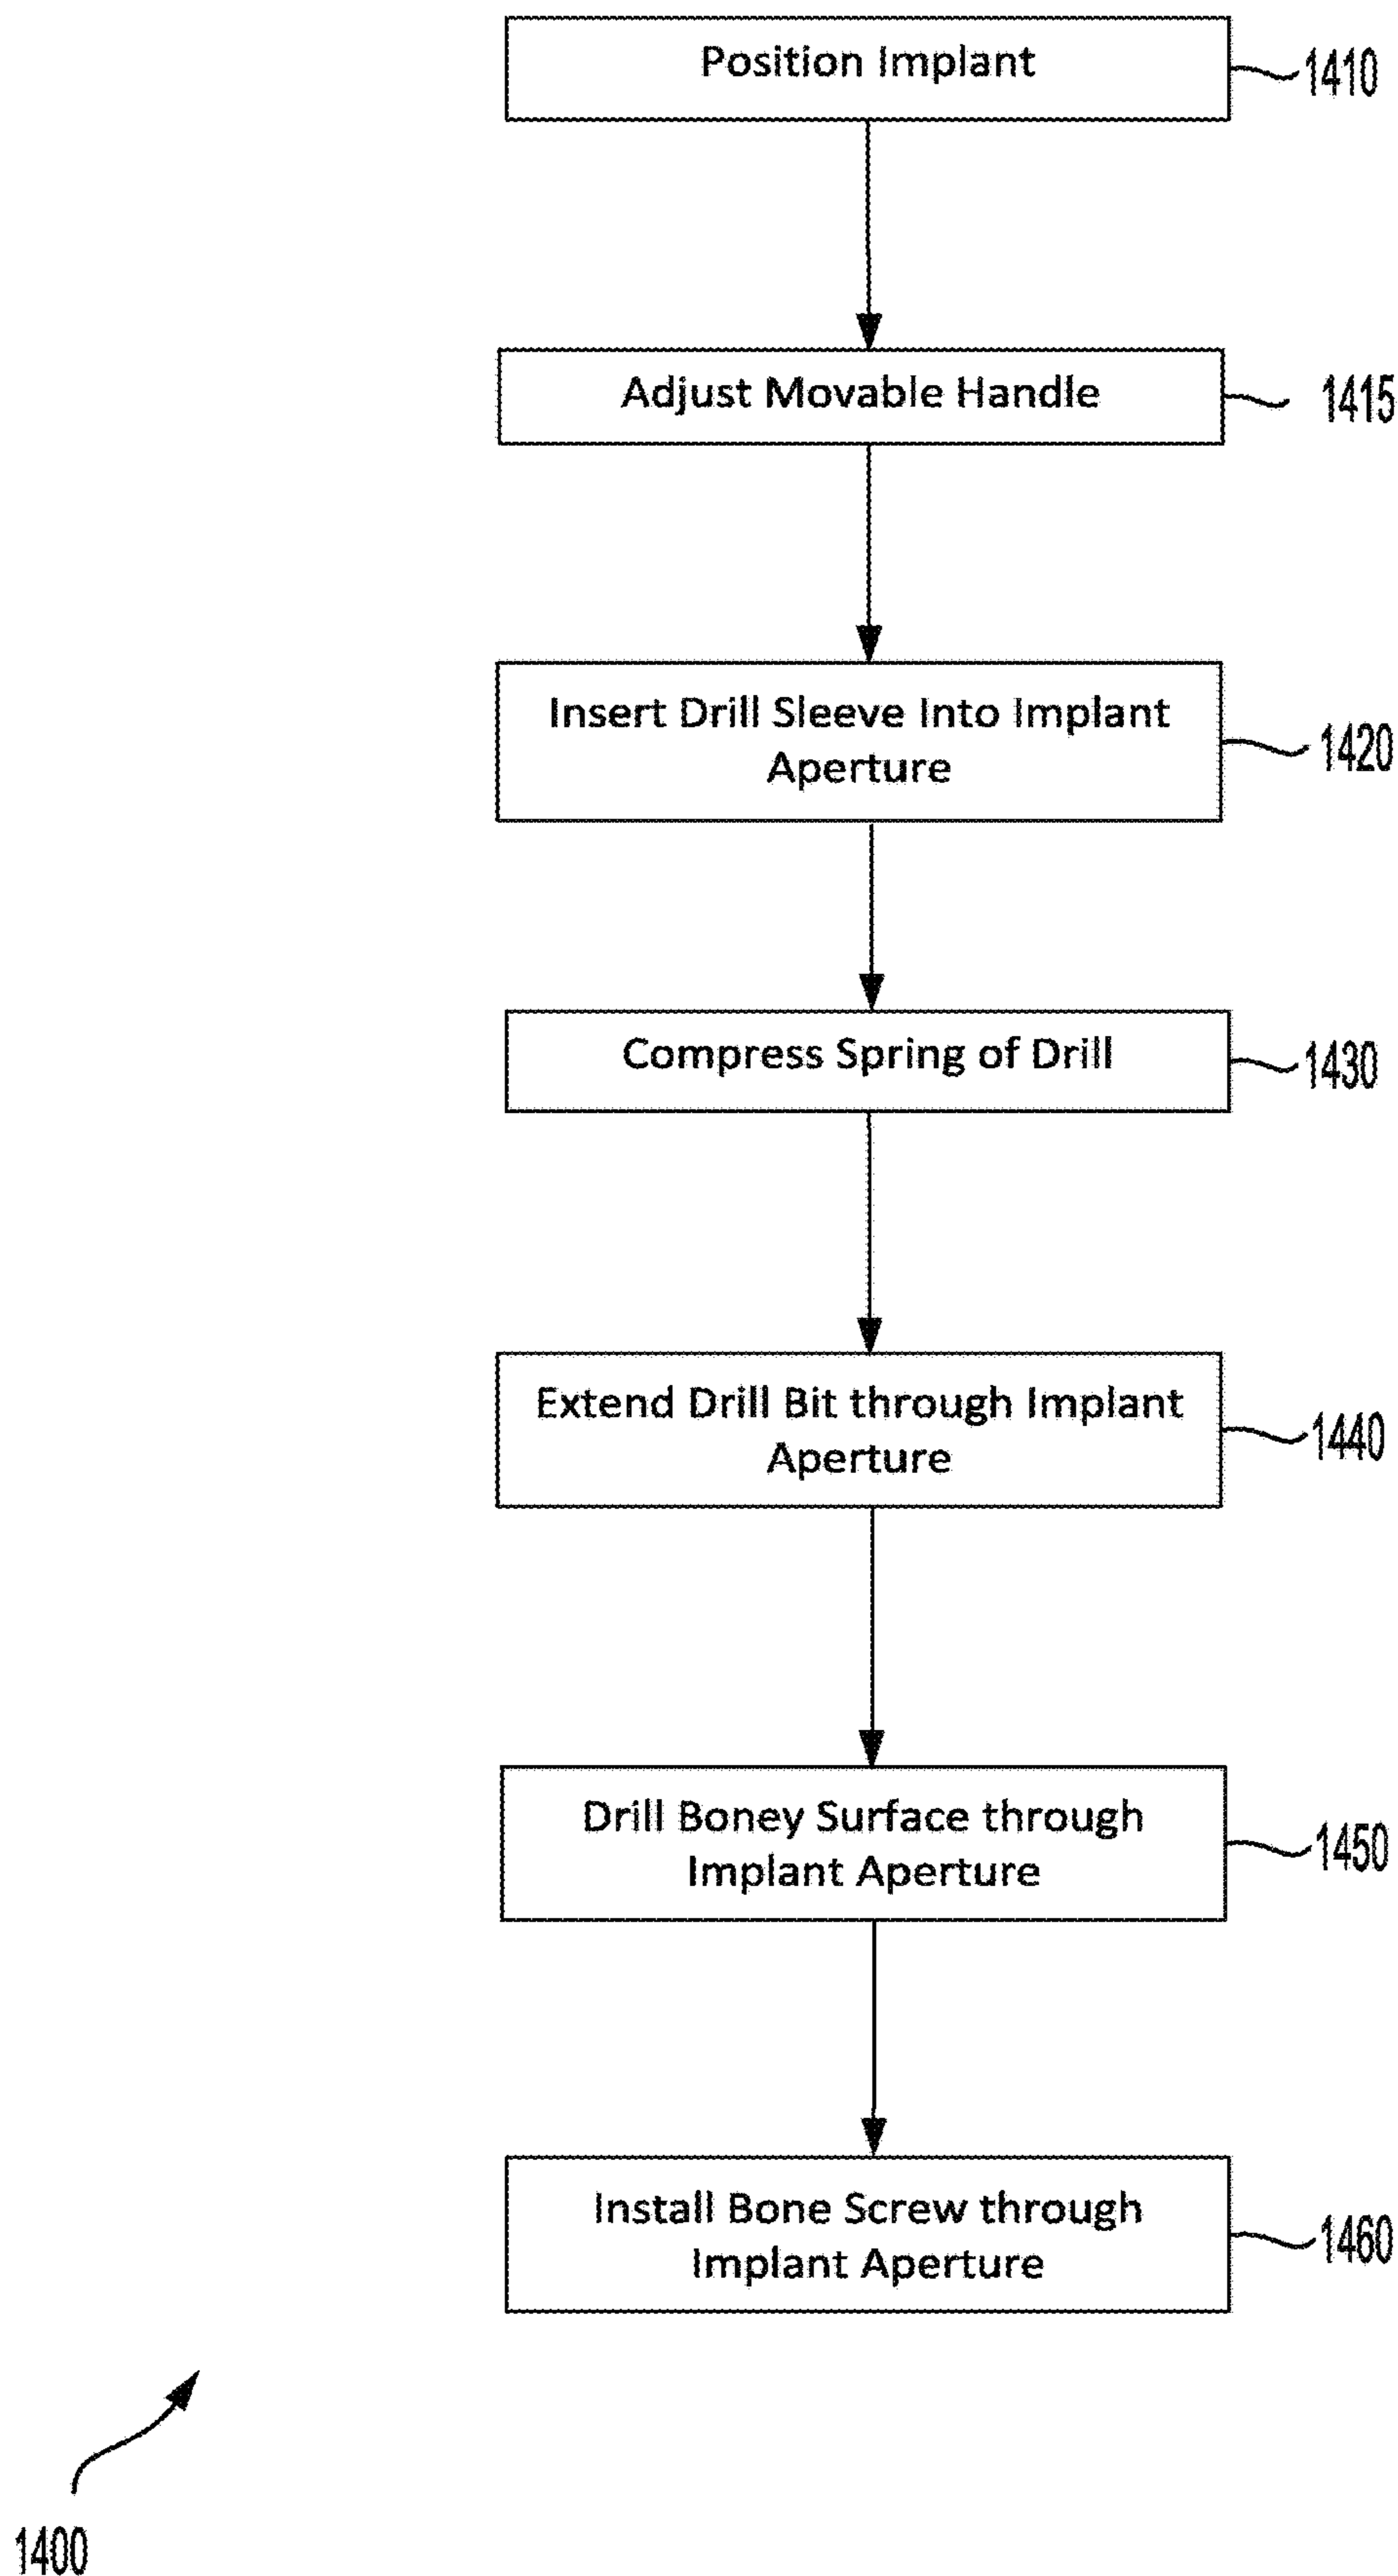 Position Implant
1410
Adjust Movable Handle
1415
Insert Drill Sleeve Into Implant
Aperture
1420
Compress Spring of Drill
1430
Extend Drill Bit through Implant
Aperture
1440
Drill Boney Surface through
Implant Aperture
1450
Install Bone Screw through
Implant Aperture
1460
1400